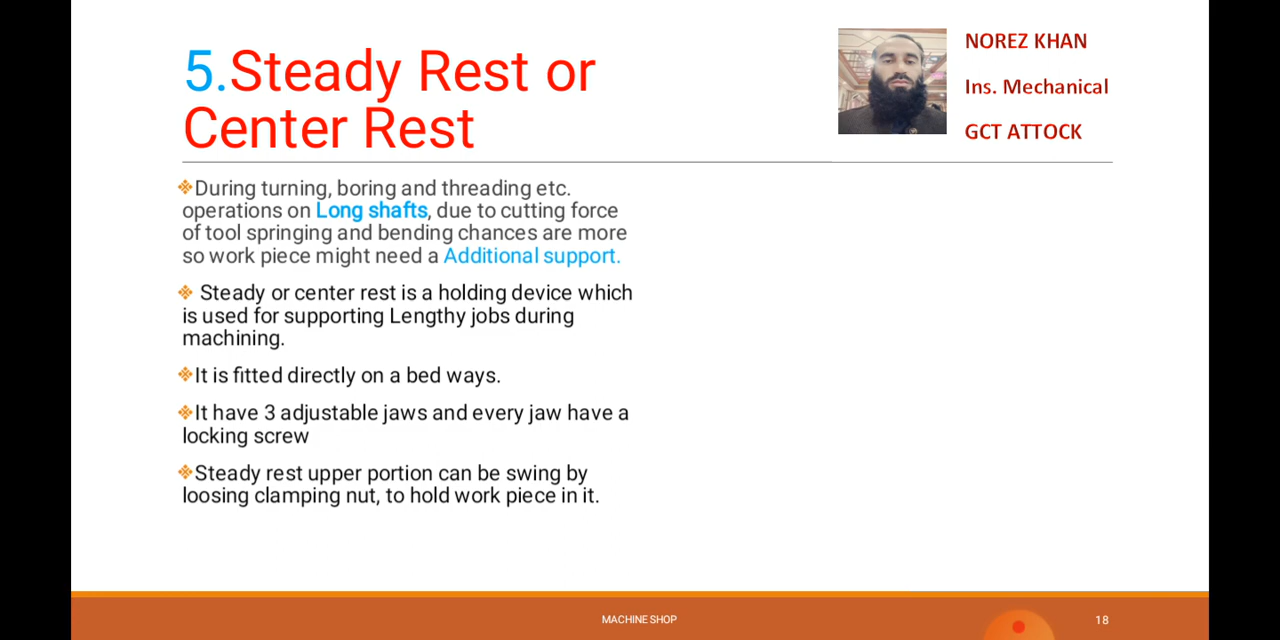 5.Steady Rest or
Center Rest
NOREZ KHAN
Ins. Mechanical
GCT ATTOCK
During turning, boring and threading etc.
operations on Long shafts, due to cutting force
of tool springing and bending chances are more
so work piece might need a Additional support.
Steady or center rest is a holding device which
is used for supporting Lengthy jobs during
machining.
It is fitted directly on a bed ways.
It have 3 adjustable jaws and every jaw have a
locking screw
Steady rest upper portion can be swing by
loosing clamping nut, to hold work piece in it.
MACHINE SHOP
18